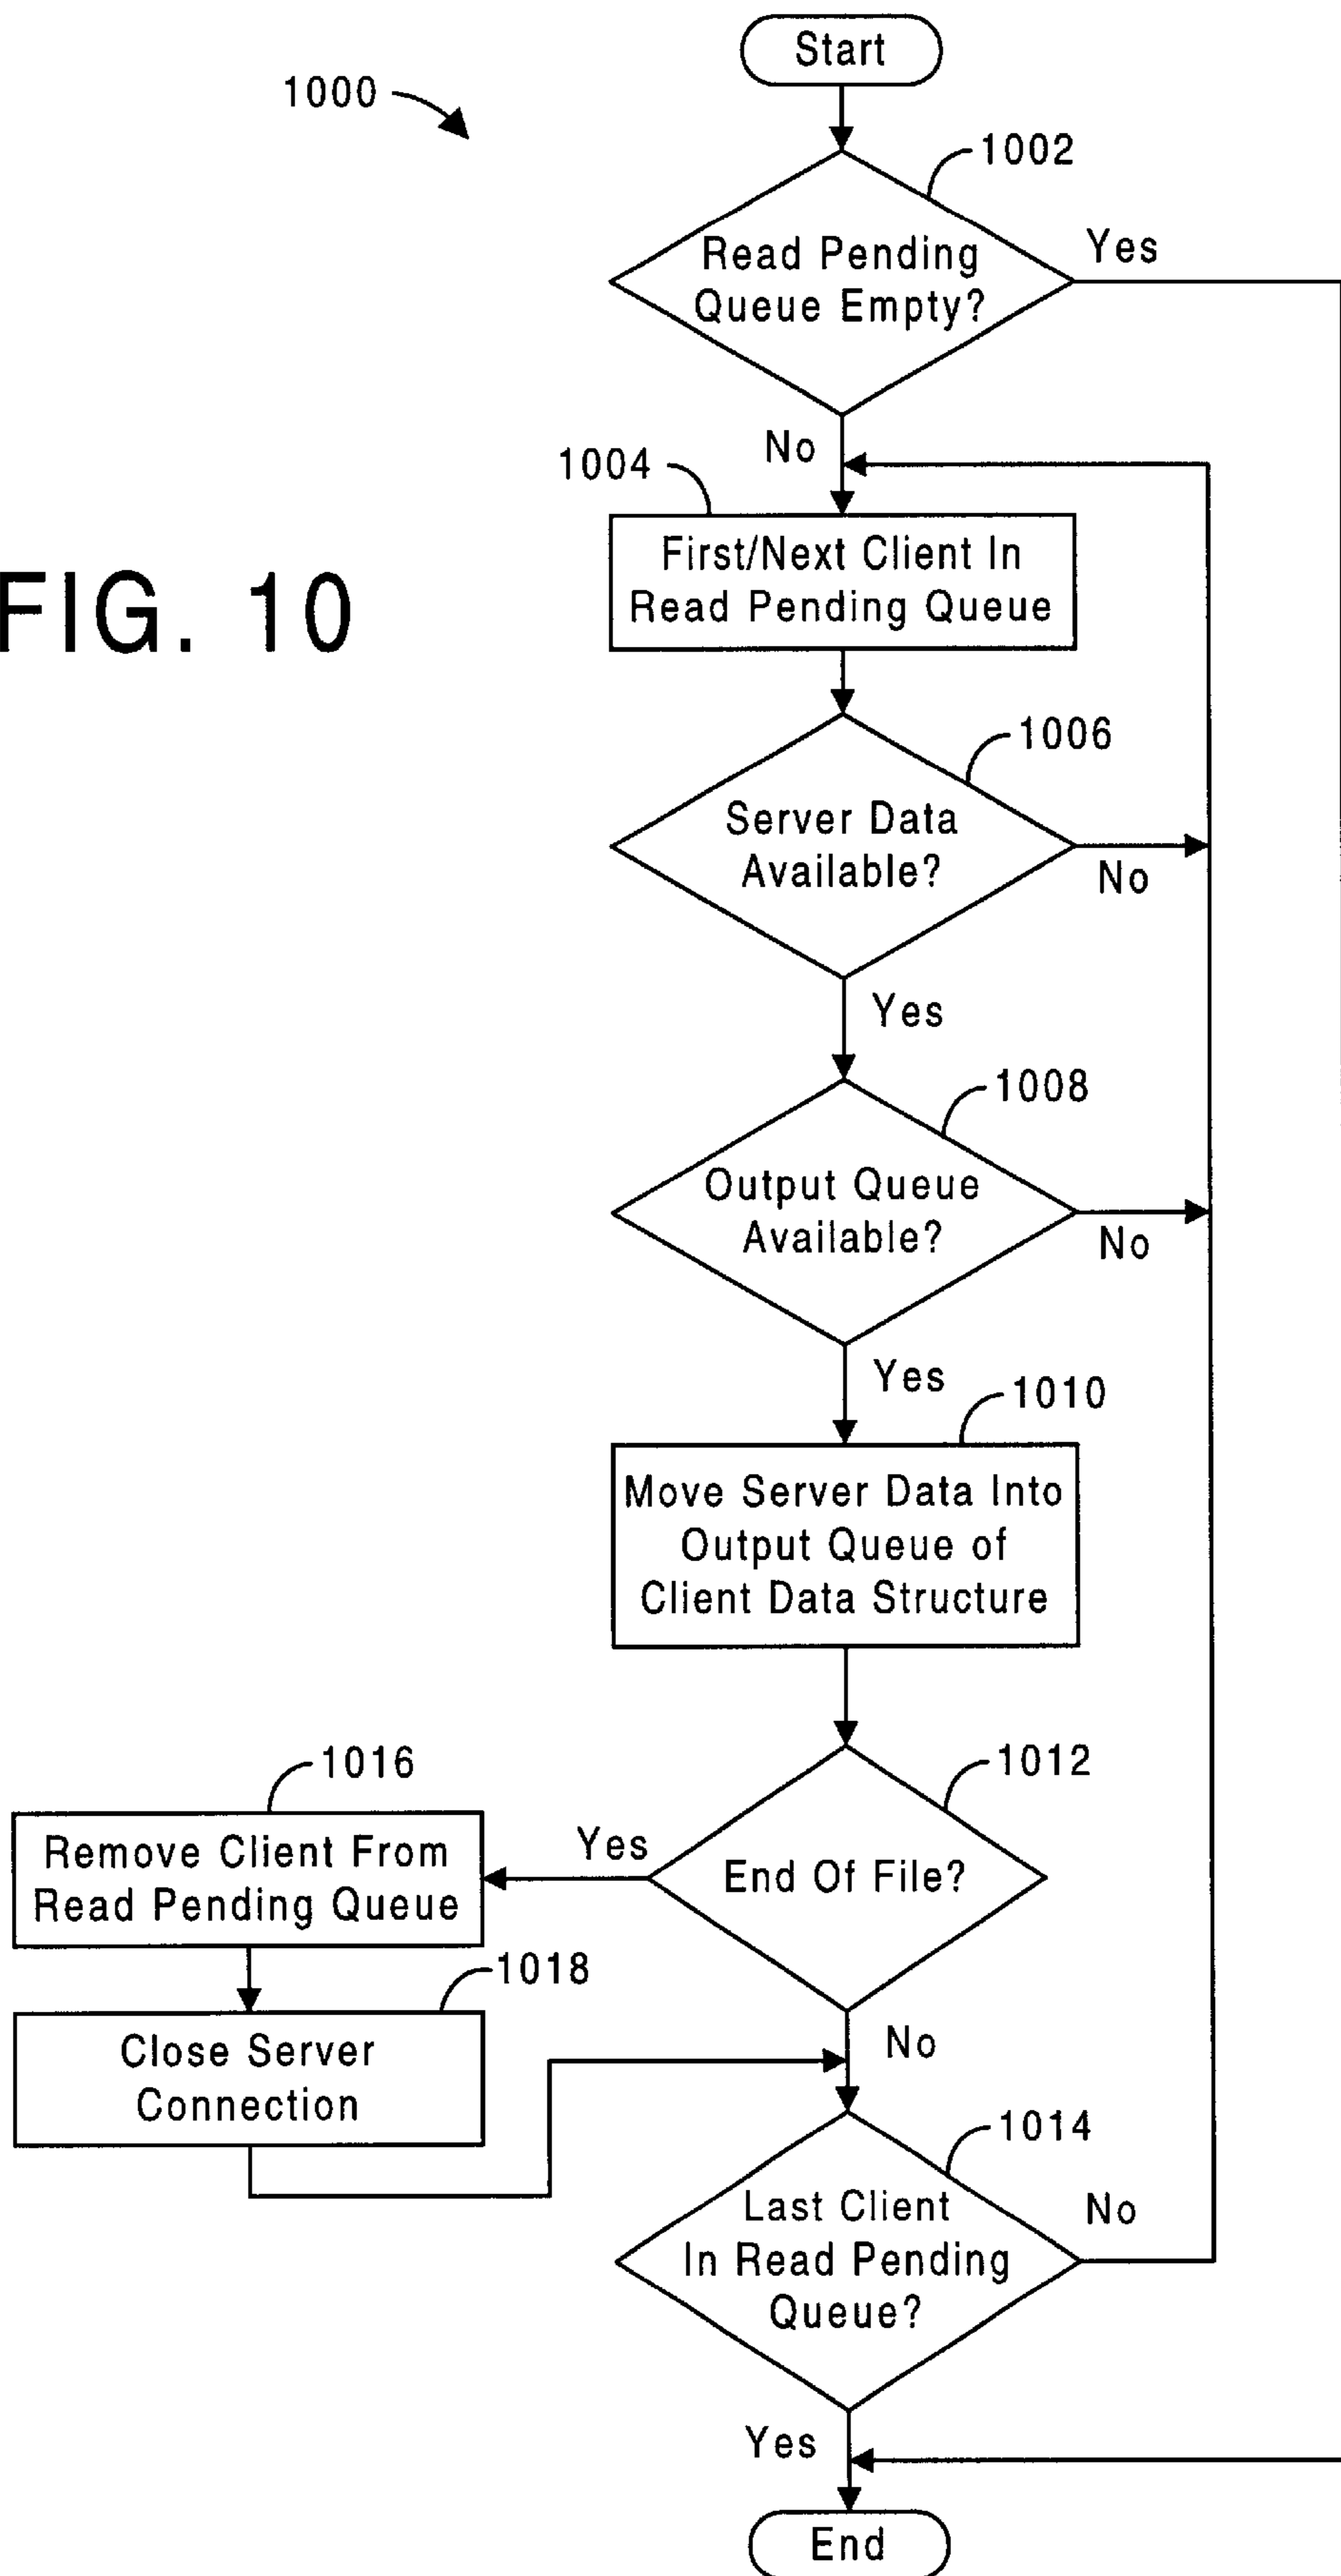 Start
1000
1002
Read Pending
Queue Empty?
Yes
No
1004
First/Next Client In
Read Pending Queue
FIG. 10
1006
Server Data
Available?
No
Yes
1008
Output Queue
Available?
No
Yes
1010
Move Server Data Into
Output Queue of
Client Data Structure
1012
End Of File?
Yes
1016
Remove Client From
Read Pending Queue
1018
Close Server
Connection
No
1014
Last Client
In Read Pending
Queue?
No
Yes
End